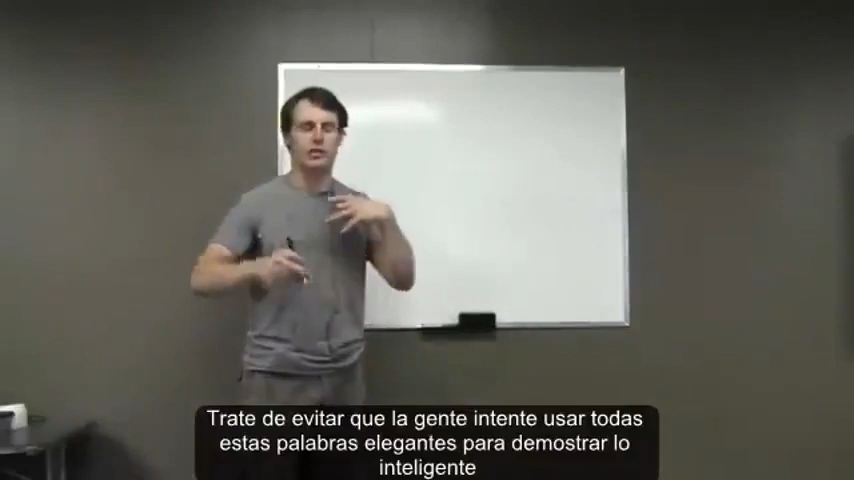 Trate de evitar que la gente intente usar todas
estas palabras elegantes para demostrar lo
inteligente